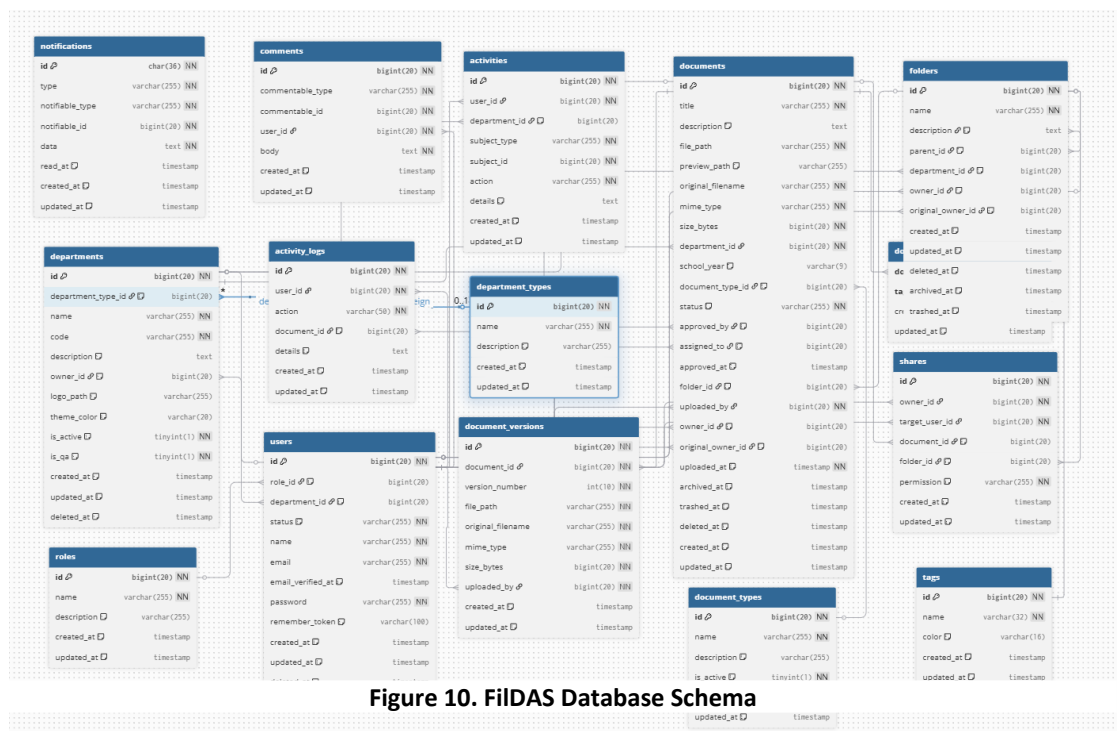 notifications
id char(36) NN
type varchar(255) NN
notifiable_type varchar(255) NN
notifiable_id bigint(20) NN
data text NN
read_at timestamp
created_at timestamp
updated_at timestamp
comments
id bigint(20) NN
commentable_type varchar(255) NN
commentable_id bigint(20) NN
user_id bigint(20) NN
body text NN
created_at timestamp
updated_at timestamp
activities
id bigint(20) NN
user_id bigint(20) NN
department_id bigint(20)
subject_type varchar(255) NN
subject_id bigint(20) NN
action varchar(255) NN
details text
created_at timestamp
updated_at timestamp
documents
id bigint(20) NN
title varchar(255) NN
description text
file_path varchar(255) NN
preview_path varchar(255)
original_filename varchar(255) NN
mime_type varchar(255) NN
size_bytes bigint(20) NN
department_id bigint(20) NN
school_year varchar(9)
document_type_id bigint(20)
status varchar(255) NN
approved_by bigint(20)
assigned_to bigint(20)
approved_at timestamp
folder_id bigint(20)
uploaded_by bigint(20) NN
owner_id bigint(20)
original_owner_id bigint(20)
uploaded_at timestamp NN
archived_at timestamp
trashed_at timestamp
deleted_at timestamp
created_at timestamp
updated_at timestamp
folders
id bigint(20) NN
name varchar(255) NN
description text
parent_id bigint(20)
department_id bigint(20)
owner_id bigint(20)
original_owner_id bigint(20)
created_at timestamp
do updated_at timestamp
do deleted_at timestamp
ta archived_at timestamp
cr trashed_at timestamp
updated_at timestamp
departments
id bigint(20) NN
department_type_id bigint(20)
* de eign 0..1
name varchar(255) NN
code varchar(255) NN
description text
owner_id bigint(20)
logo_path varchar(255)
theme_color varchar(20)
is_active tinyint(1) NN
is_qa tinyint(1) NN
created_at timestamp
updated_at timestamp
deleted_at timestamp
activity_logs
id bigint(20) NN
user_id bigint(20) NN
action varchar(50) NN
document_id bigint(20)
details text
created_at timestamp
updated_at timestamp
department_types
id bigint(20) NN
name varchar(255) NN
description varchar(255)
created_at timestamp
updated_at timestamp
shares
id bigint(20) NN
owner_id bigint(20) NN
target_user_id bigint(20) NN
document_id bigint(20)
folder_id bigint(20)
permission varchar(255) NN
created_at timestamp
updated_at timestamp
users
id bigint(20) NN
role_id bigint(20)
department_id bigint(20)
status varchar(255) NN
name varchar(255) NN
email varchar(255) NN
email_verified_at timestamp
password varchar(255) NN
remember_token varchar(100)
created_at timestamp
updated_at timestamp
document_versions
id bigint(20) NN
document_id bigint(20) NN
version_number int(10) NN
file_path varchar(255) NN
original_filename varchar(255) NN
mime_type varchar(255) NN
size_bytes bigint(20) NN
uploaded_by bigint(20) NN
created_at timestamp
updated_at timestamp
roles
id bigint(20) NN
name varchar(255) NN
description varchar(255)
created_at timestamp
updated_at timestamp
document_types
id bigint(20) NN
name varchar(255) NN
description varchar(255)
is_active tinyint(1) NN
updated_at timestamp
tags
id bigint(20) NN
name varchar(32) NN
color varchar(16)
created_at timestamp
updated_at timestamp
Figure 10. FilDAS Database Schema